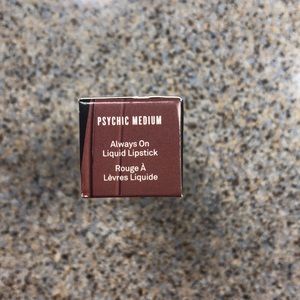 PSYCHIC MEDIUM
Always On
Liquid Lipstick
Rouge À
Lèvres Liquide